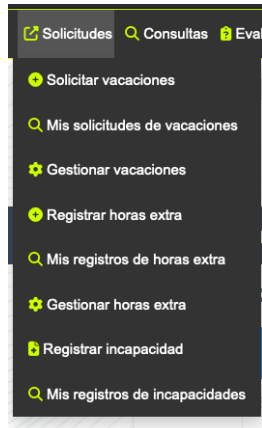 Solicitudes Consultas Eval
Solicitar vacaciones
Mis solicitudes de vacaciones
Gestionar vacaciones
Registrar horas extra
Mis registros de horas extra
Gestionar horas extra
Registrar incapacidad
Mis registros de incapacidades